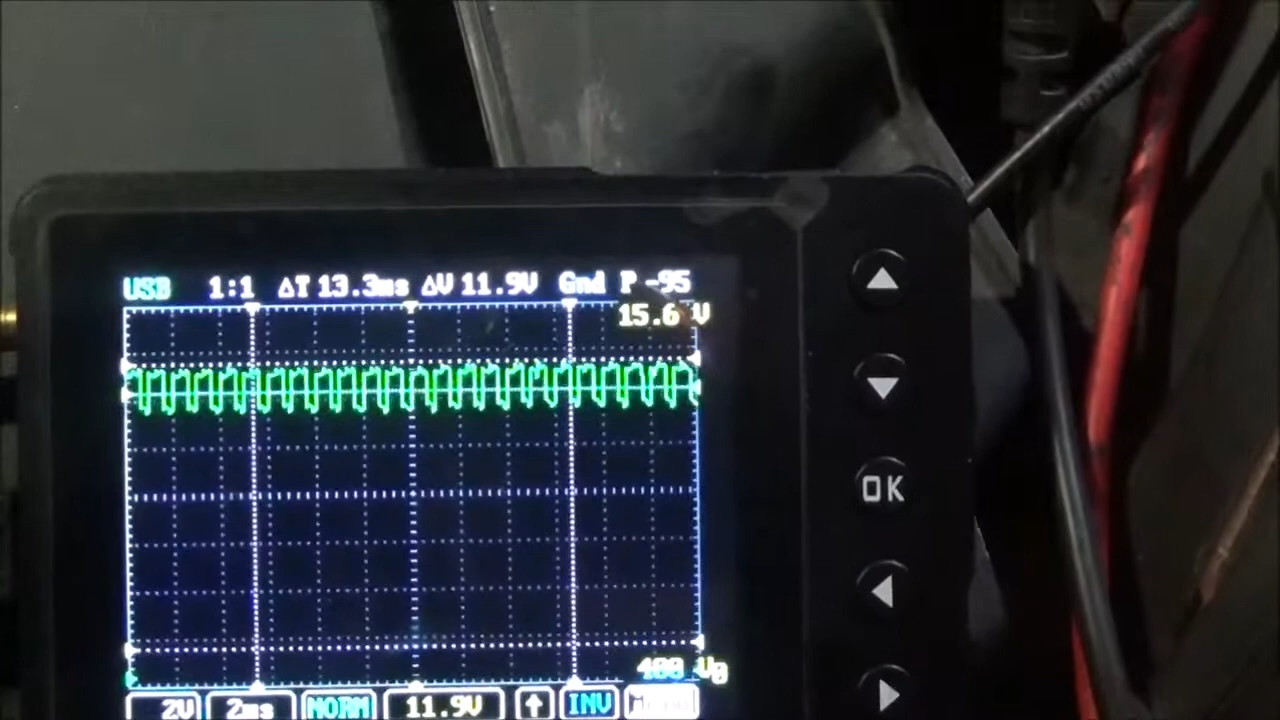 USB 1:1 ΔT 13.3ms ΔV 11.9V Gnd P -95
15.6 V
OK
400 V
2V 2ms NORM 11.9V ↑ INV